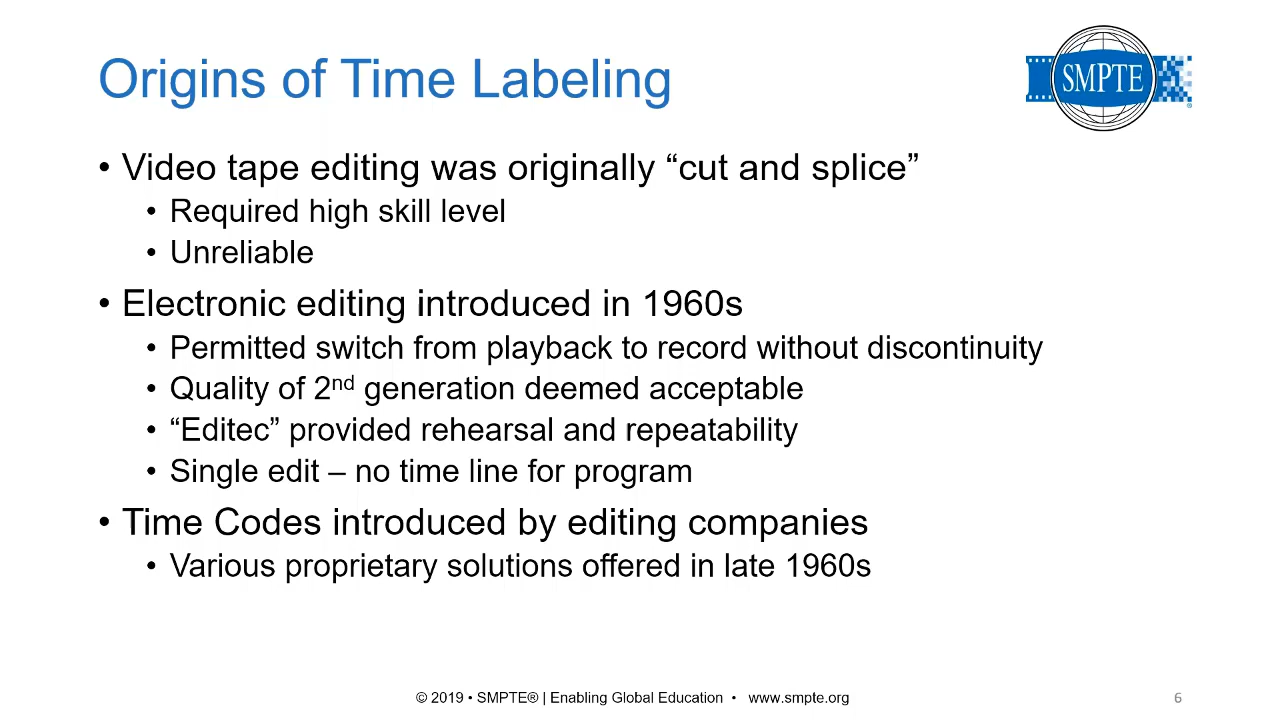 Origins of Time Labeling
SMPTE
®
• Video tape editing was originally “cut and splice”
• Required high skill level
• Unreliable
• Electronic editing introduced in 1960s
• Permitted switch from playback to record without discontinuity
• Quality of 2nd generation deemed acceptable
• “Editec” provided rehearsal and repeatability
• Single edit – no time line for program
• Time Codes introduced by editing companies
• Various proprietary solutions offered in late 1960s
© 2019 • SMPTE® | Enabling Global Education • www.smpte.org
6